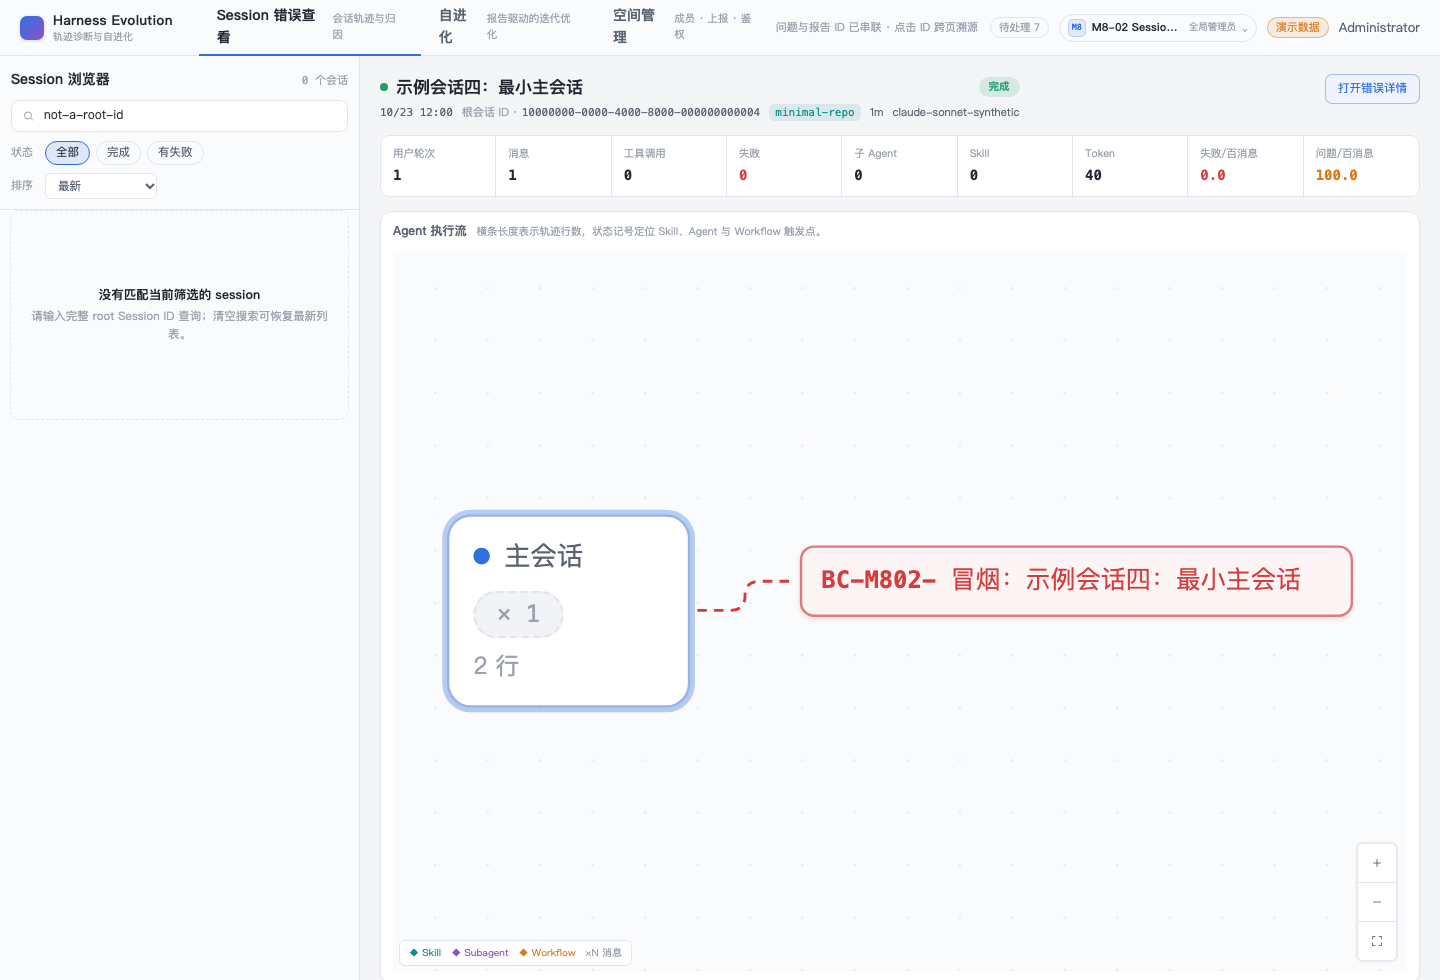 Harness Evolution
轨迹诊断与自进化
Session 错误查看
会话轨迹与归因
自进化
报告驱动的迭代优化
空间管理
成员 · 上报 · 鉴权
问题与报告 ID 已串联 · 点击 ID 跨页溯源
待处理 7
M8 M8-02 Sessio... 全局管理员
演示数据
Administrator
Session 浏览器
0 个会话
not-a-root-id
状态 全部 完成 有失败
排序 最新
没有匹配当前筛选的 session
请输入完整 root Session ID 查询；清空搜索可恢复最新列表。
示例会话四：最小主会话
完成
打开错误详情
10/23 12:00 根会话 ID · 10000000-0000-4000-8000-000000000004 minimal-repo 1m claude-sonnet-synthetic
用户轮次 消息 工具调用 失败 子 Agent Skill Token 失败/百消息 问题/百消息
1 1 0 0 0 0 40 0.0 100.0
Agent 执行流 横条长度表示轨迹行数，状态记号定位 Skill、Agent 与 Workflow 触发点。
主会话
× 1
2 行
BC-M802- 冒烟：示例会话四：最小主会话
+
−
Skill Subagent Workflow ×N 消息